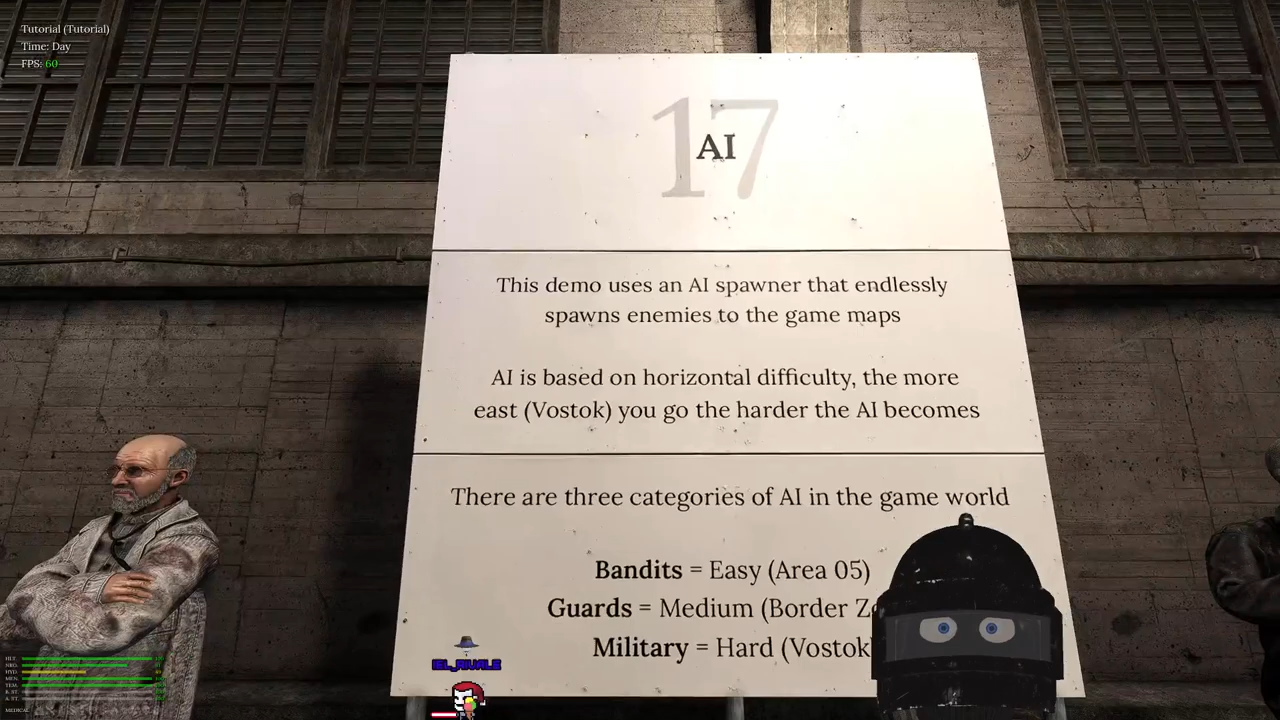 Tutorial (Tutorial)
Time: Day
FPS: 60
17
AI
This demo uses an AI spawner that endlessly
spawns enemies to the game maps
AI is based on horizontal difficulty, the more
east (Vostok) you go the harder the AI becomes
There are three categories of AI in the game world
Bandits = Easy (Area 05)
Guards = Medium (Border
Military = Hard (Vostok
MEDICAL